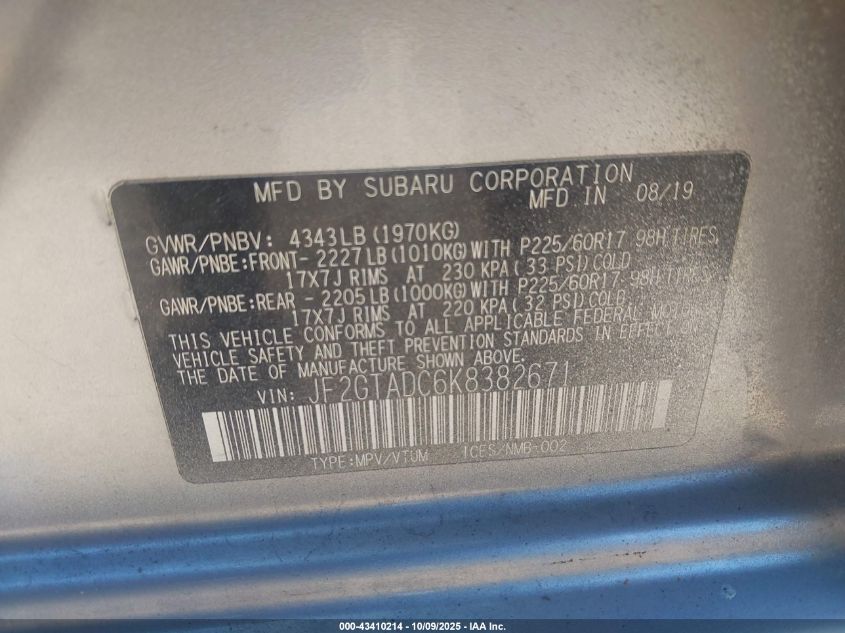 MFD BY SUBARU CORPORATION
MFD IN 08/19
GVWR/PNBV: 4343LB (1970KG)
GAWR/PNBE:FRONT- 2227LB (1010KG) WITH P225/60R17 98H TIRES,
17X7J RIMS AT 230 KPA( 33 PSI) COLD
GAWR/PNBE:REAR - 2205LB (1000KG) WITH P225/60R17 98H TIRES,
17X7J RIMS AT 220 KPA( 32 PSI) COLD
THIS VEHICLE CONFORMS TO ALL APPLICABLE FEDERAL MOTOR
VEHICLE SAFETY AND THEFT PREVENTION STANDARDS IN EFFECT ON
THE DATE OF MANUFACTURE SHOWN ABOVE.
VIN: JF2GTADC6K8382671
TYPE:MPV/VTUM ICES/NMB-002
000-43410214 - 10/09/2025 - IAA Inc.